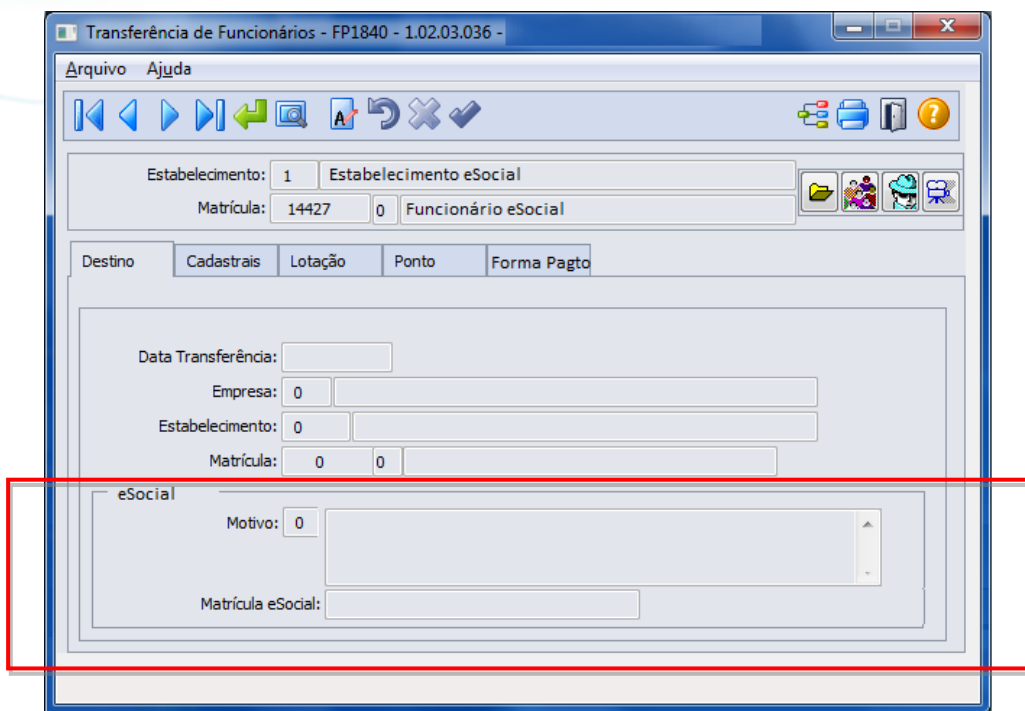 Transferência de Funcionários - FP1840 - 1.02.03.036 -
Arquivo Ajuda
Estabelecimento: 1 Estabelecimento eSocial
Matrícula: 14427 0 Funcionário eSocial
Destino Cadastrais Lotação Ponto Forma Pagto
Data Transferência:
Empresa: 0
Estabelecimento: 0
Matrícula: 0 0
eSocial
Motivo: 0
Matrícula eSocial: